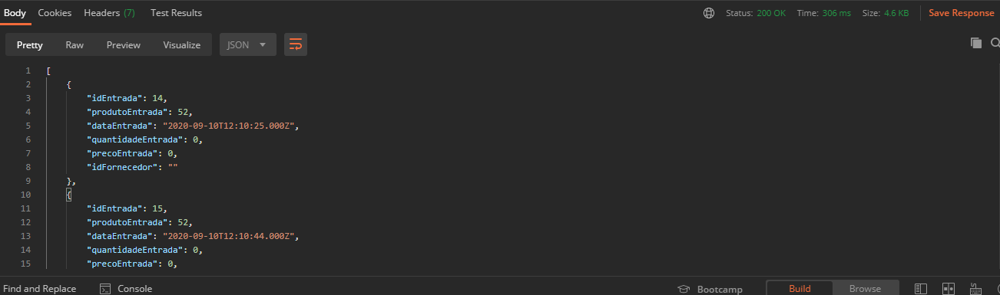 Body Cookies Headers (7) Test Results Status: 200 OK Time: 306 ms Size: 4.6 KB Save Response
Pretty Raw Preview Visualize JSON
1 [
2 {
3 "idEntrada": 14,
4 "produtoEntrada": 52,
5 "dataEntrada": "2020-09-10T12:10:25.000Z",
6 "quantidadeEntrada": 0,
7 "precoEntrada": 0,
8 "idFornecedor": ""
9 },
10 {
11 "idEntrada": 15,
12 "produtoEntrada": 52,
13 "dataEntrada": "2020-09-10T12:10:44.000Z",
14 "quantidadeEntrada": 0,
15 "precoEntrada": 0,
Find and Replace Console Bootcamp Build Browse